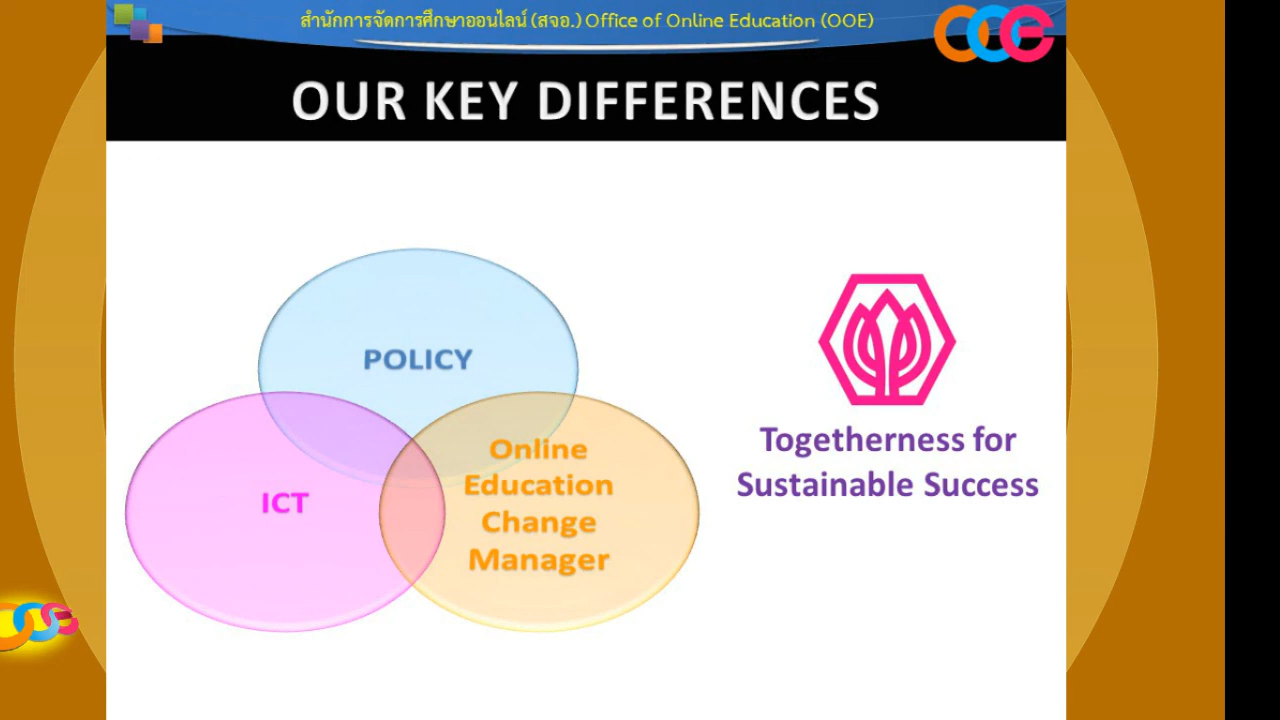 สำนักการจัดการศึกษาออนไลน์ (สจอ.) Office of Online Education (OOE)
OOE
OUR KEY DIFFERENCES
POLICY
ICT
Online
Education
Change
Manager
Togetherness for
Sustainable Success
OOE